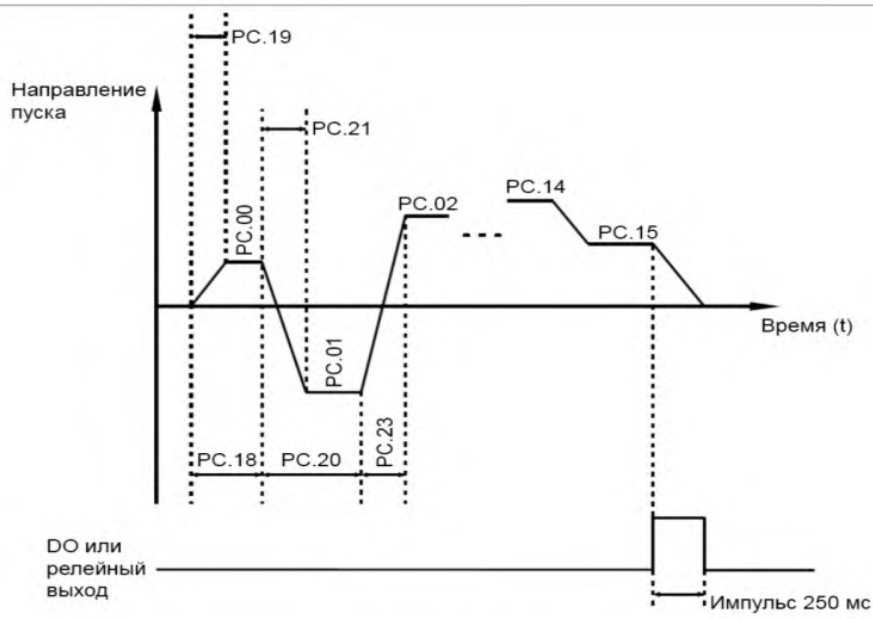 PC.19
Направление
пуска
PC.21
PC.00
PC.02
PC.14
PC.15
Время (t)
PC.01
PC.23
PC.18
PC.20
DO или
релейный
выход
Импульс 250 мс